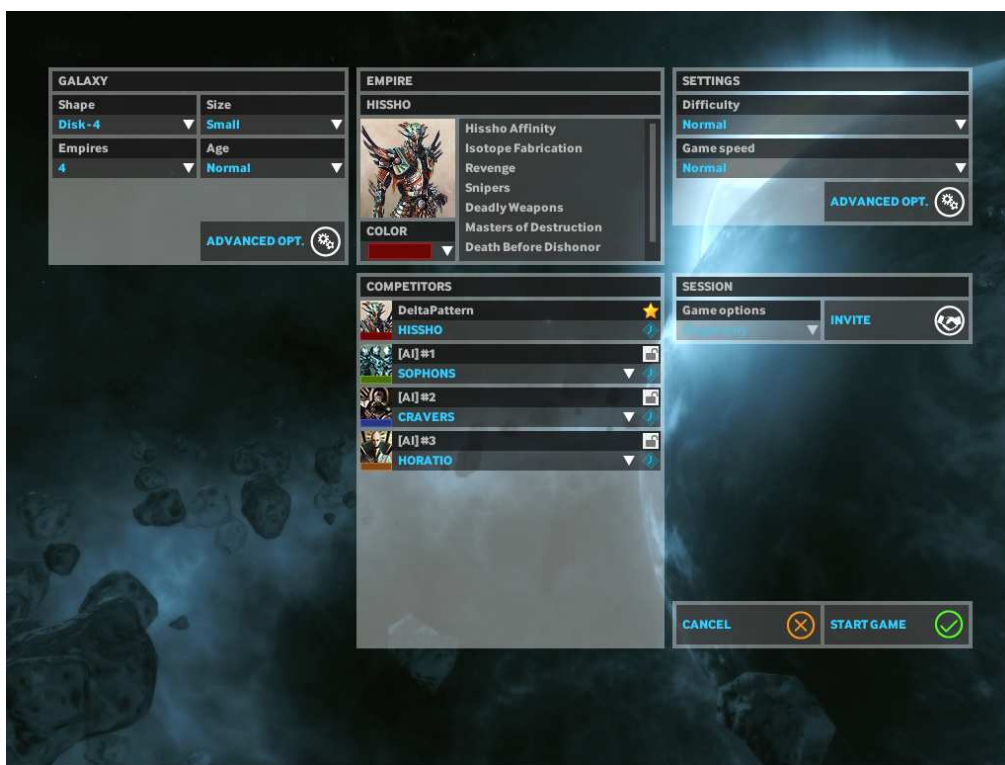 GALAXY
Shape
Size
Disk-4
Small
Empires
Age
4
Normal
ADVANCED OPT.
EMPIRE
HISSHO
Hissho Affinity
Isotope Fabrication
Revenge
Snipers
Deadly Weapons
Masters of Destruction
Death Before Dishonor
COLOR
SETTINGS
Difficulty
Normal
Game speed
Normal
ADVANCED OPT.
COMPETITORS
DeltaPattern
HISSHO
[AI]#1
SOPHONS
[AI]#2
CRAVERS
[AI]#3
HORATIO
SESSION
Game options
INVITE
CANCEL
START GAME